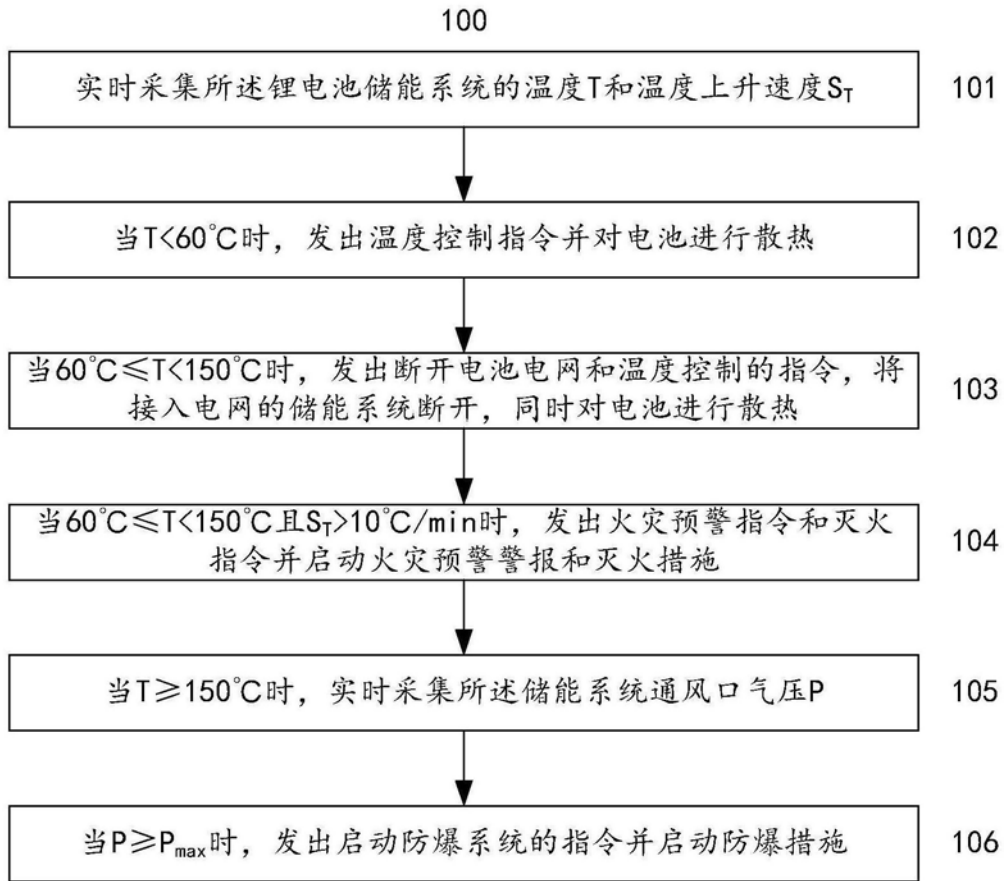 100
实时采集所述锂电池储能系统的温度T和温度上升速度S_T
101
当T<60℃时，发出温度控制指令并对电池进行散热
102
当60℃≤T<150℃时，发出断开电池电网和温度控制的指令，将
接入电网的储能系统断开，同时对电池进行散热
103
当60℃≤T<150℃且S_T>10℃/min时，发出火灾预警指令和灭火
指令并启动火灾预警警报和灭火措施
104
当T≥150℃时，实时采集所述储能系统通风口气压P
105
当P≥P_max时，发出启动防爆系统的指令并启动防爆措施
106